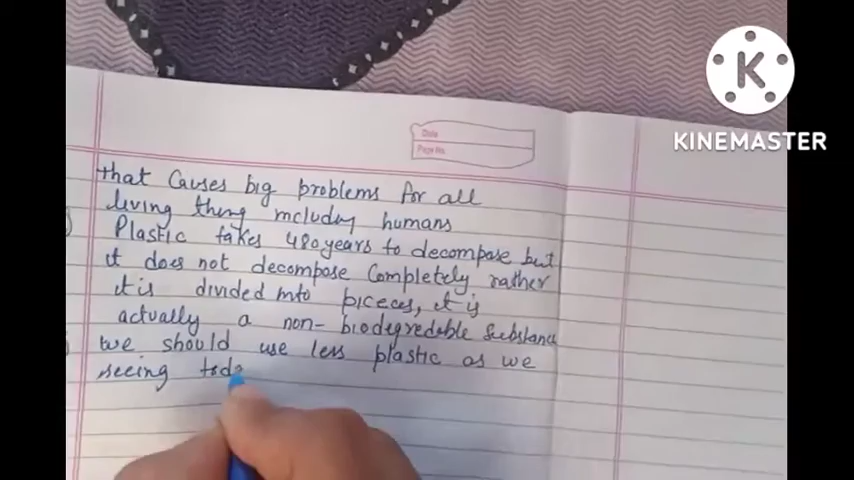 KINEMASTER
Date
Page No.
that Causes big problems for all
living thing including humans
Plastic takes 480years to decompose but
it does not decompose Completely rather
it is divided into piceces, it is
actually a non-biodegredable Substance
we should use less plastic as we
seeing toda